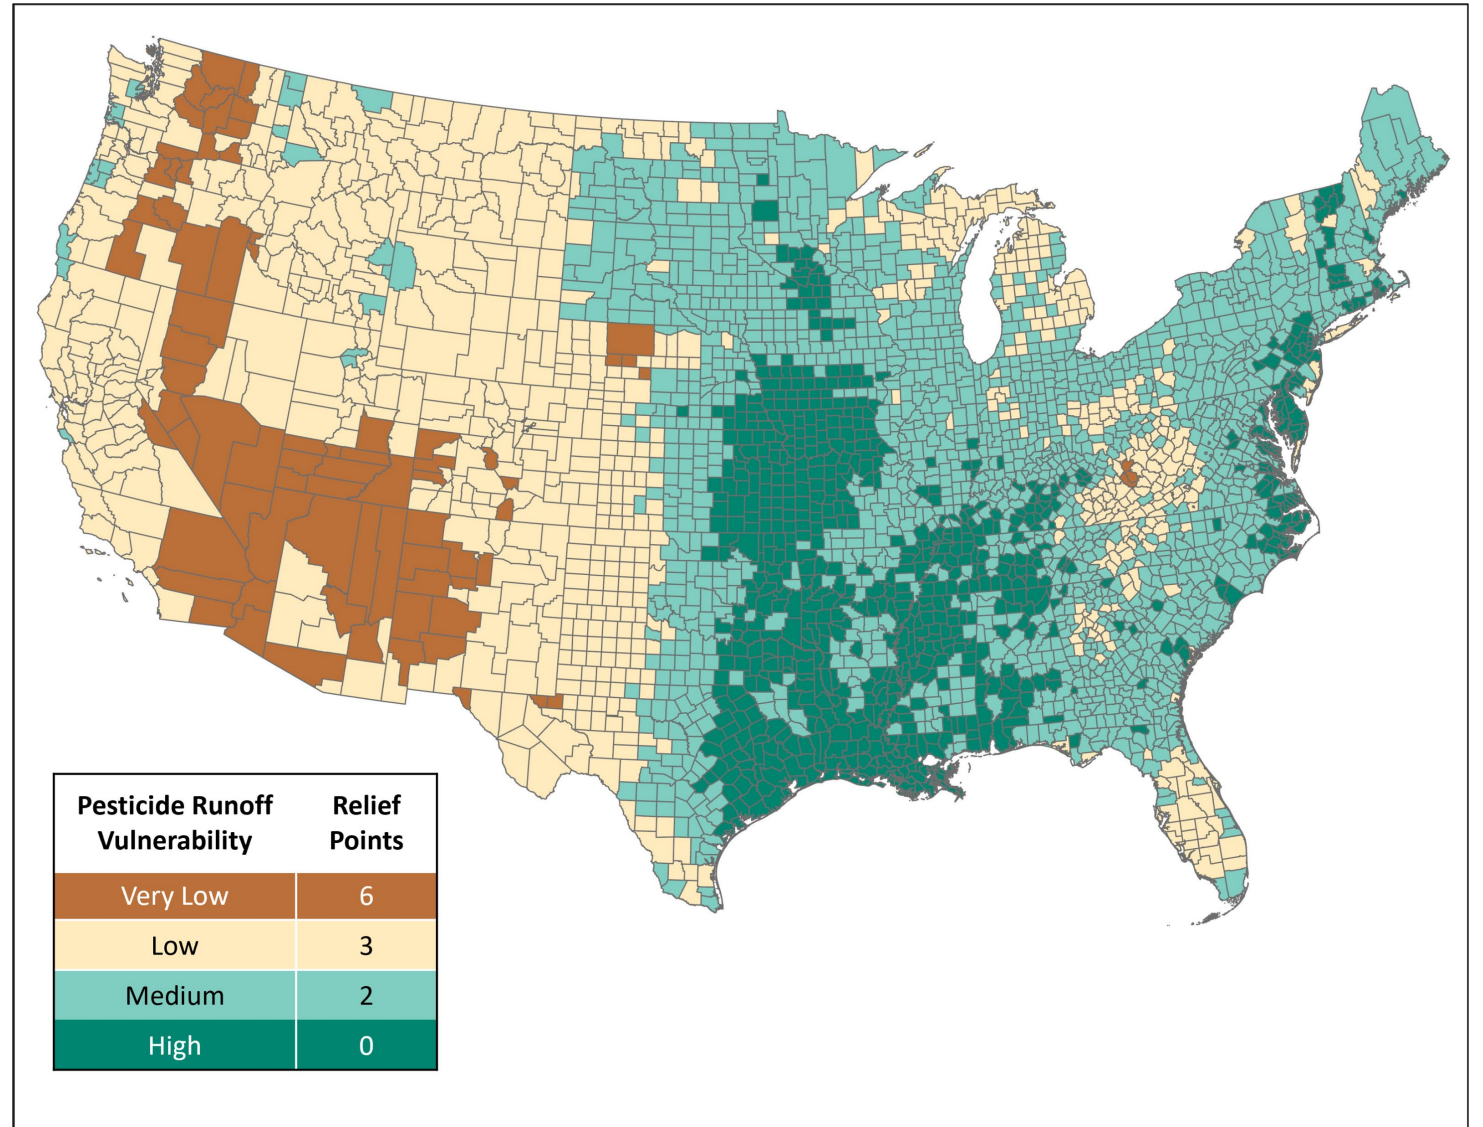 Pesticide Runoff Relief
Vulnerability Points
Very Low 6
Low 3
Medium 2
High 0